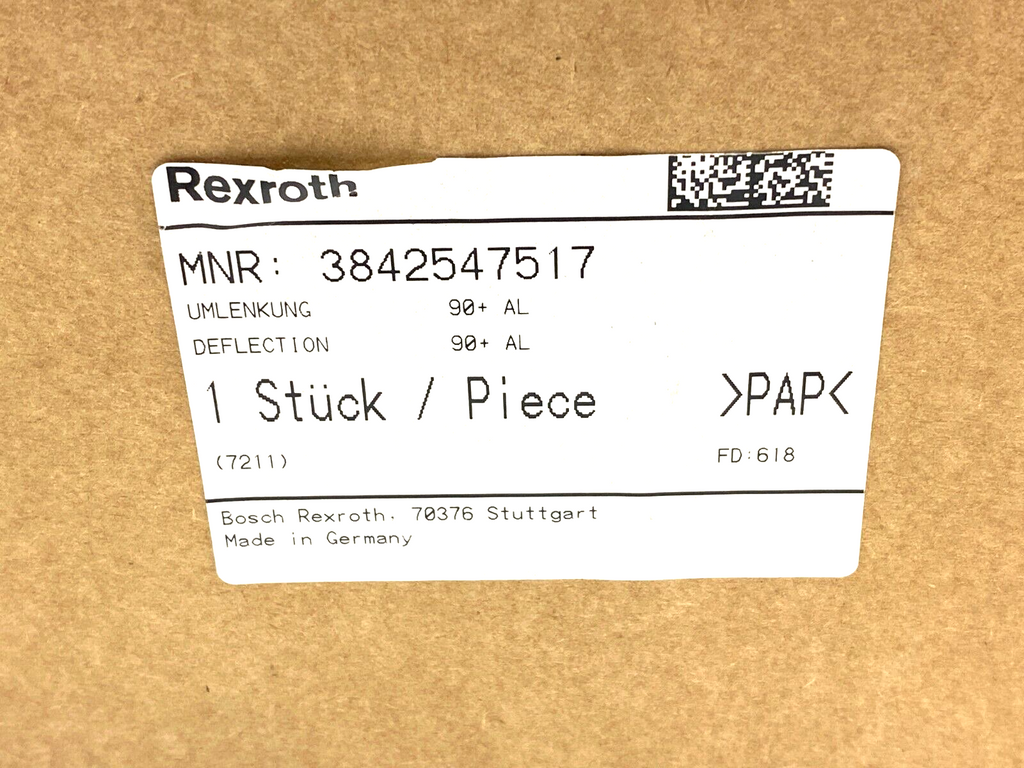 Rexroth
MNR: 3842547517
UMLENKUNG 90+ AL
DEFLECTION 90+ AL
1 Stück / Piece >PAP<
(7211) FD:618
Bosch Rexroth. 70376 Stuttgart
Made in Germany